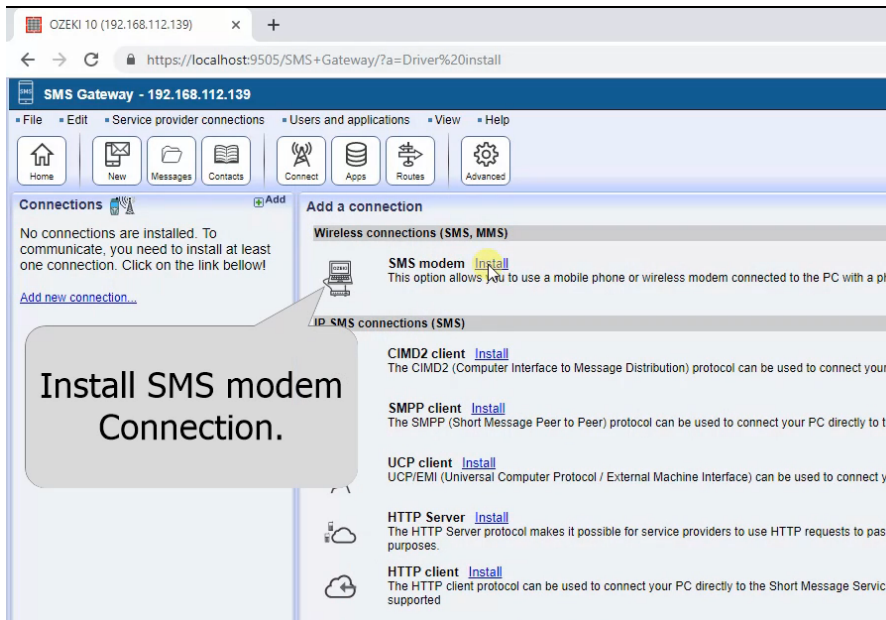 OZEKI 10 (192.168.112.139)
https://localhost:9505/SMS+Gateway/?a=Driver%20install
SMS Gateway - 192.168.112.139
File Edit Service provider connections Users and applications View Help
Home New Messages Contacts Connect Apps Routes Advanced
Connections Add
No connections are installed. To
communicate, you need to install at least
one connection. Click on the link bellow!
Add new connection...
Install SMS modem
Connection.
Add a connection
Wireless connections (SMS, MMS)
SMS modem Install
This option allows you to use a mobile phone or wireless modem connected to the PC with a
IP SMS connections (SMS)
CIMD2 client Install
The CIMD2 (Computer Interface to Message Distribution) protocol can be used to connect your
SMPP client Install
The SMPP (Short Message Peer to Peer) protocol can be used to connect your PC directly to
UCP client Install
UCP/EMI (Universal Computer Protocol / External Machine Interface) can be used to connect
HTTP Server Install
The HTTP Server protocol makes it possible for service providers to use HTTP requests to
purposes.
HTTP client Install
The HTTP client protocol can be used to connect your PC directly to the Short Message
supported